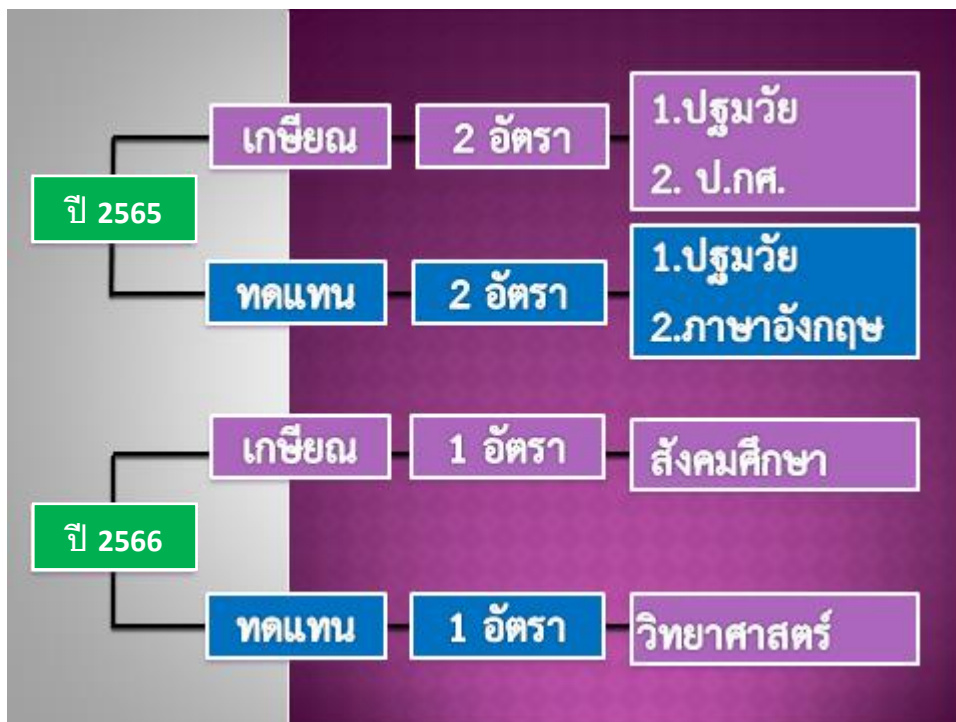 ปี 2565
เกษียณ
2 อัตรา
1.ปฐมวัย
2. ป.กศ.
ทดแทน
2 อัตรา
1.ปฐมวัย
2.ภาษาอังกฤษ
ปี 2566
เกษียณ
1 อัตรา
สังคมศึกษา
ทดแทน
1 อัตรา
วิทยาศาสตร์